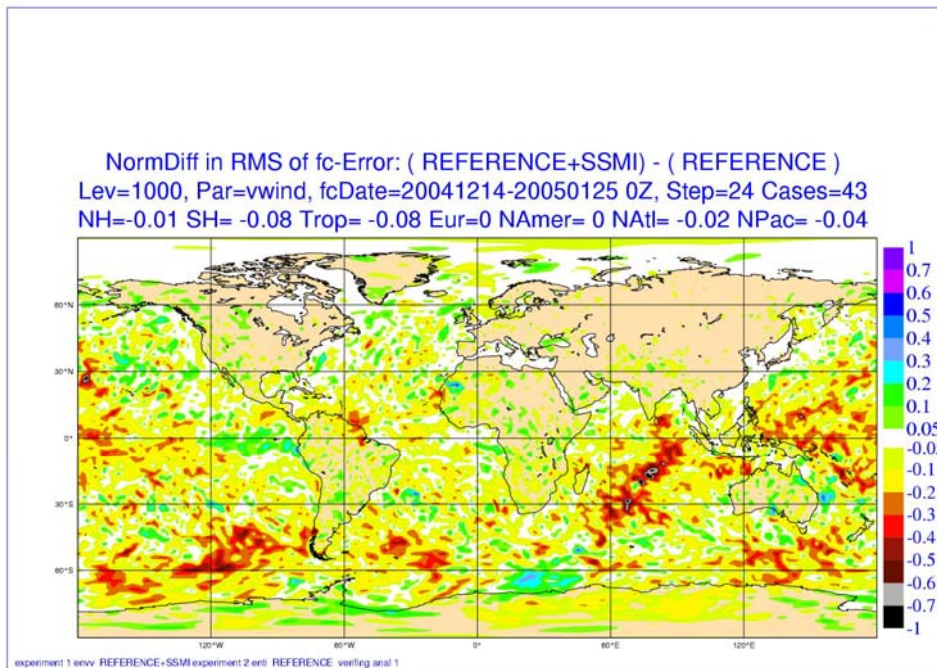 NormDiff in RMS of fc-Error: ( REFERENCE+SSMI) - ( REFERENCE )
Lev=1000, Par=vwind, fcDate=20041214-20050125 0Z, Step=24 Cases=43
NH=-0.01 SH= -0.08 Trop= -0.08 Eur=0 NAmer= 0 NAtl= -0.02 NPac= -0.04
1
0.7
0.5
0.4
0.3
0.2
0.1
0.05
-0.1
-0.2
-0.3
-0.4
-0.5
-0.6
-0.7
-1
60°N
30°N
0°
30°S
60°S
120°W
60°W
0°E
60°E
120°E
experiment 1 envv REFERENCE+SSMI experiment 2 enti REFERENCE verifing anal 1